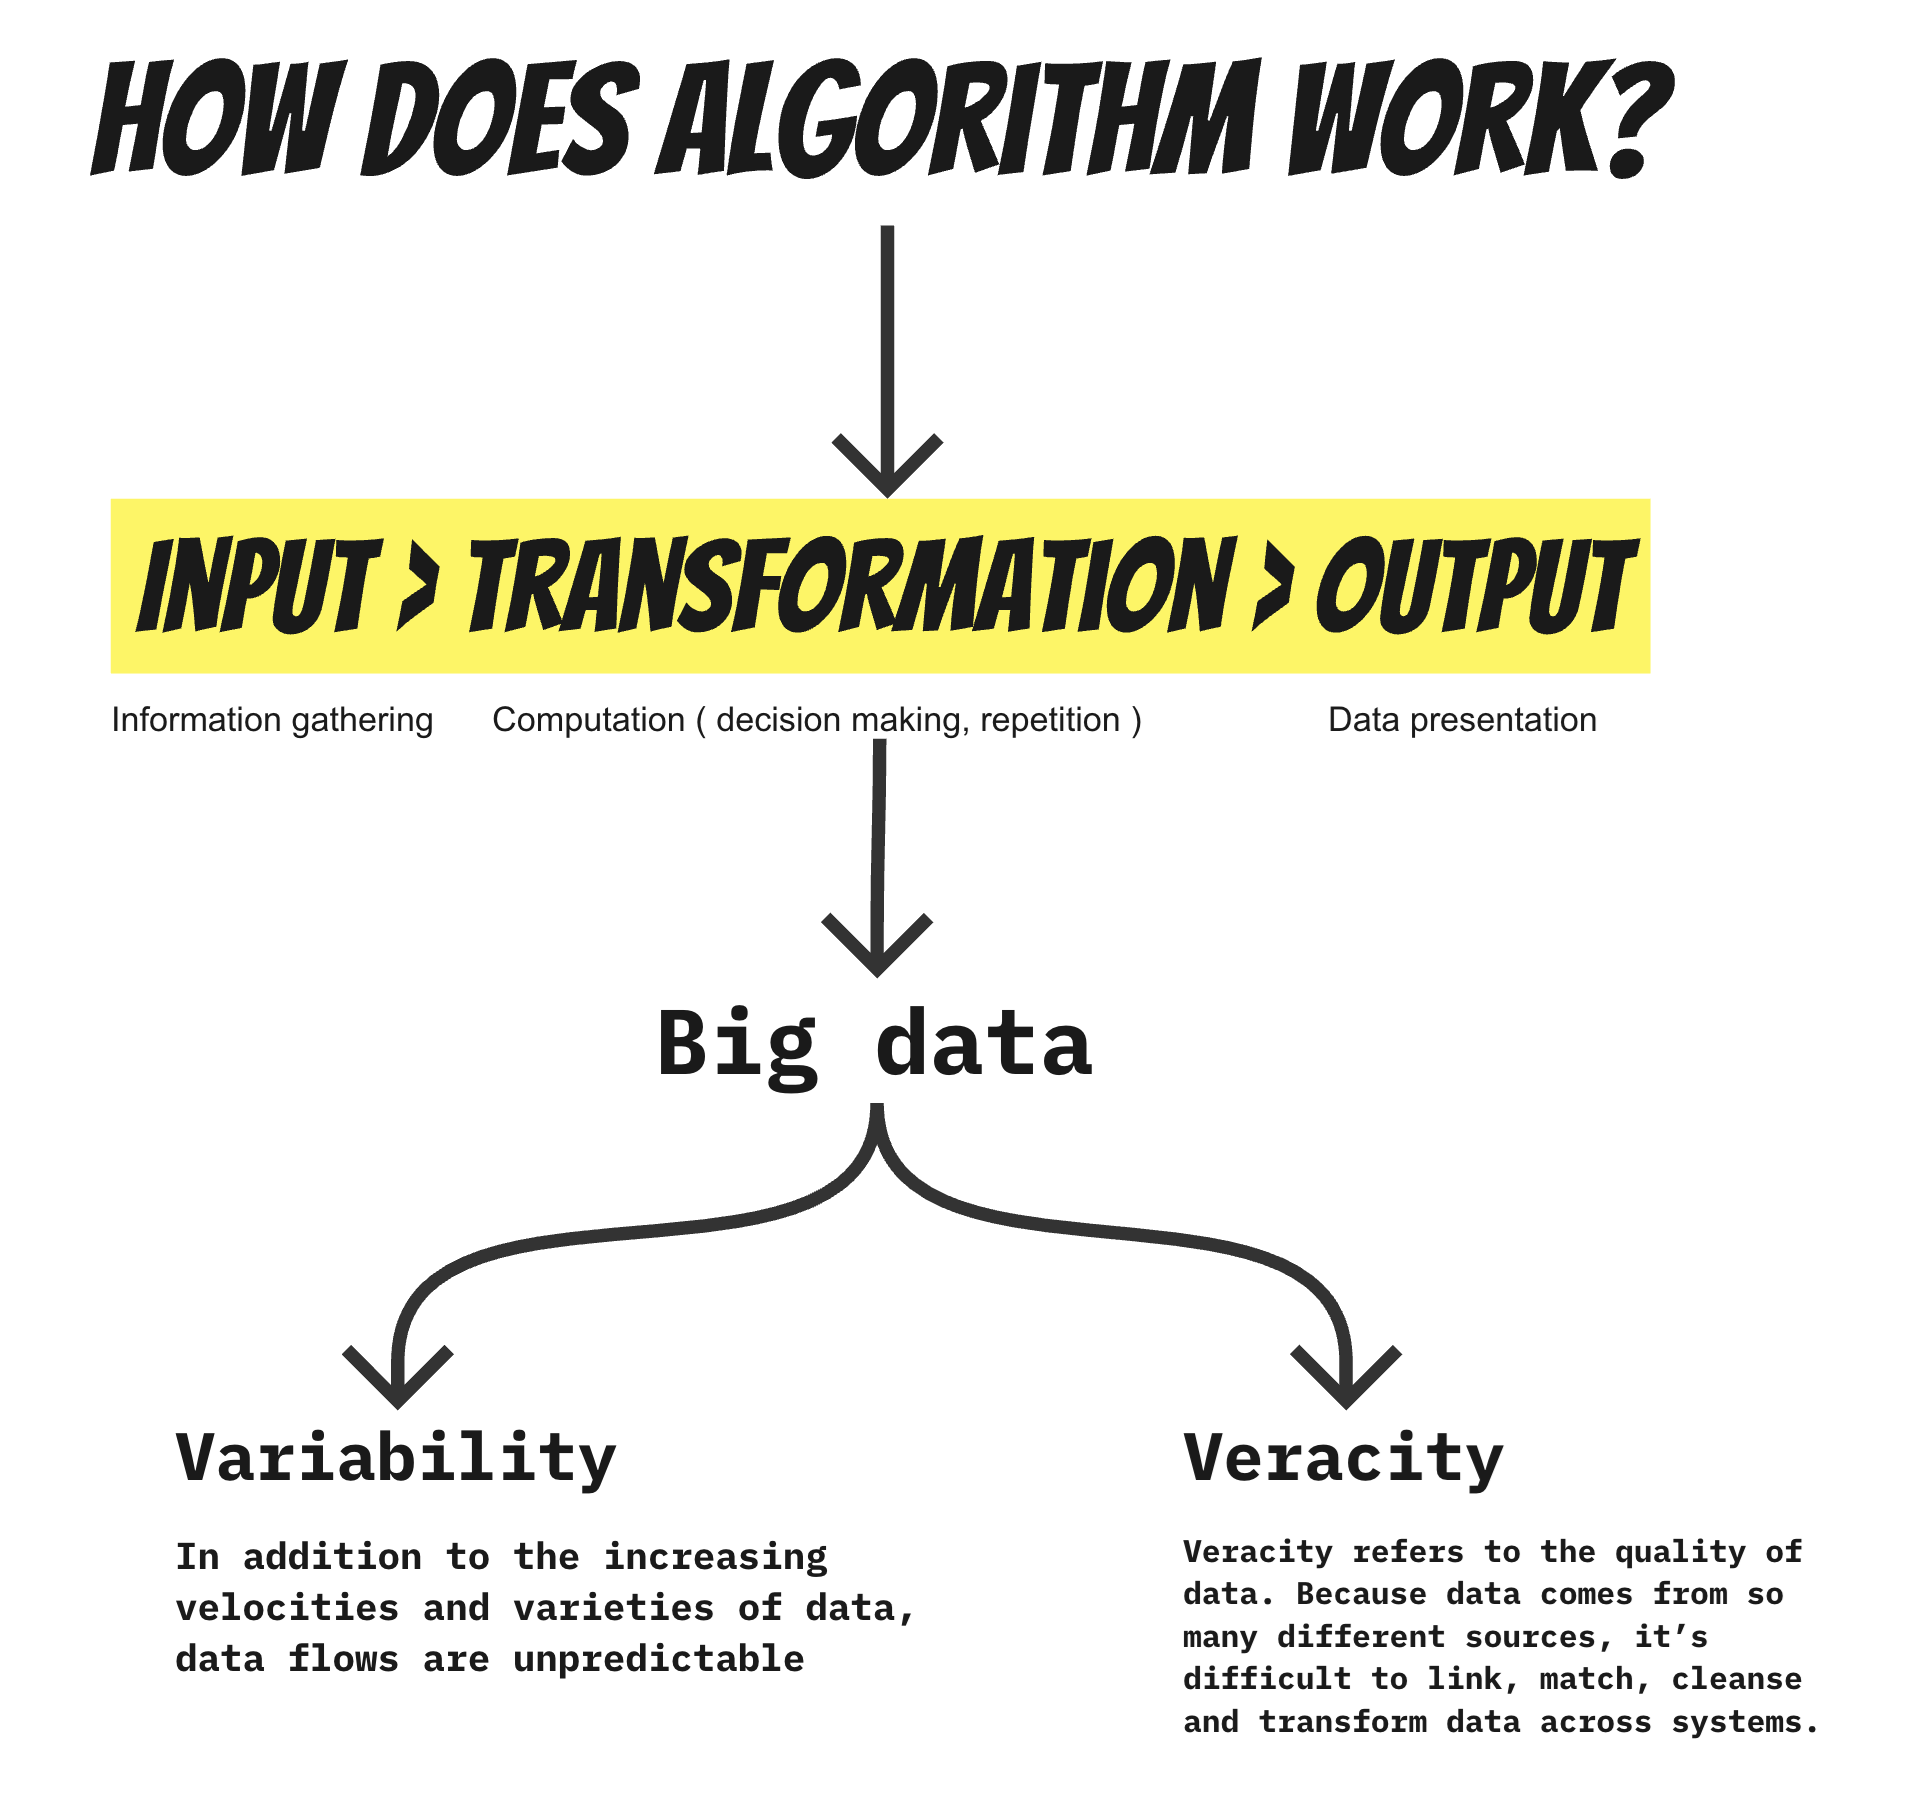 HOW DOES ALGORITHM WORK?
INPUT > TRANSFORMATION > OUTPUT
Information gathering Computation ( decision making, repetition ) Data presentation
Big data
Variability
In addition to the increasing
velocities and varieties of data,
data flows are unpredictable
Veracity
Veracity refers to the quality of
data. Because data comes from so
many different sources, it’s
difficult to link, match, cleanse
and transform data across systems.